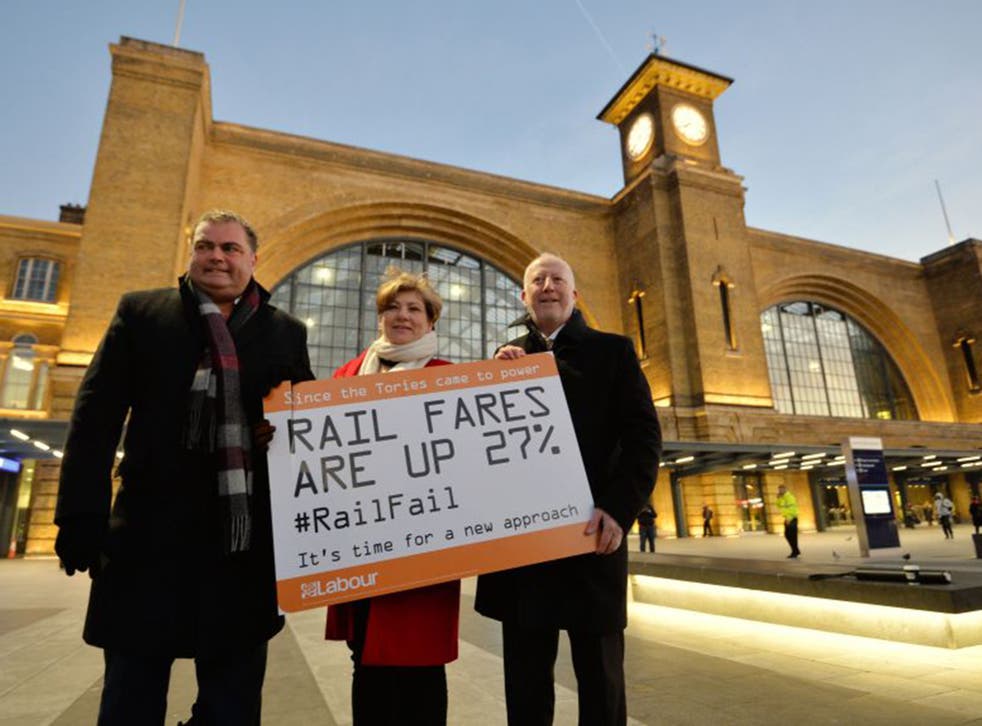 Since the Tories came to power
RAIL FARES
ARE UP 27%
#RailFail
It's time for a new approach
Labour